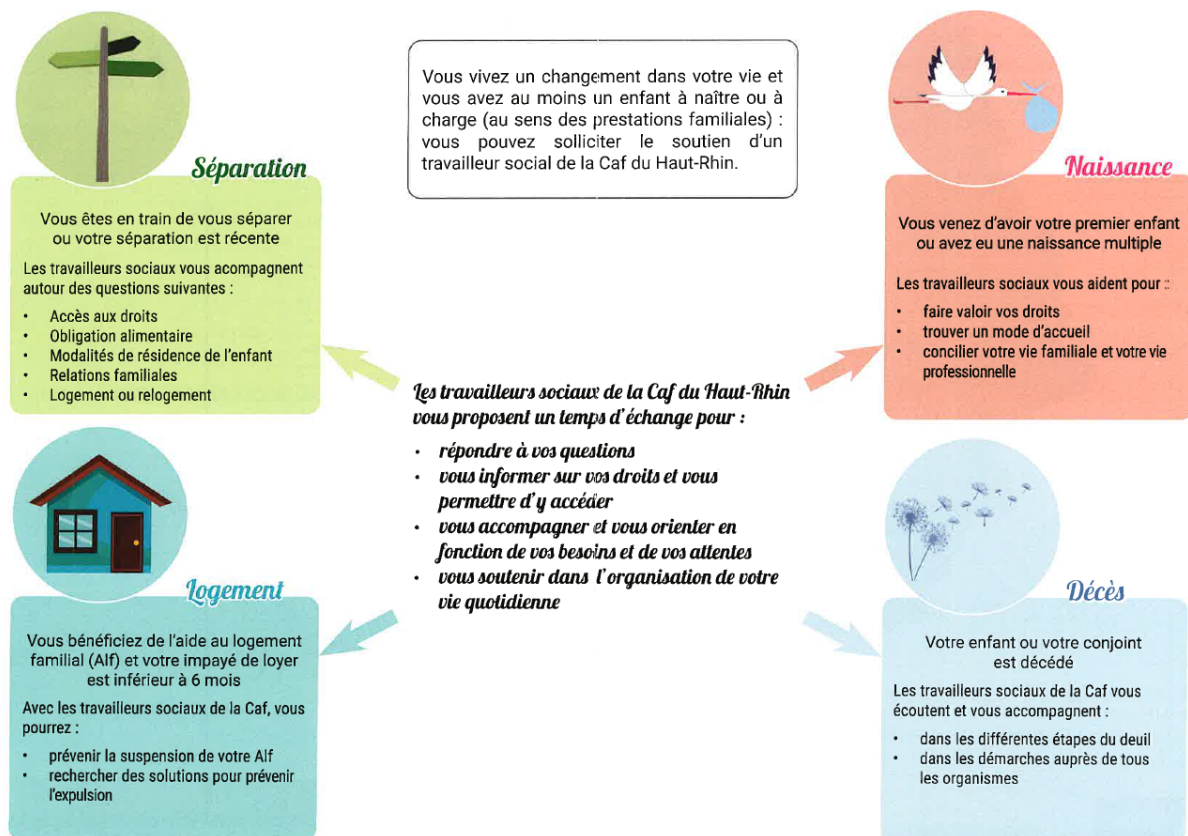 Vous vivez un changement dans votre vie et
vous avez au moins un enfant à naître ou à
charge (au sens des prestations familiales) :
vous pouvez solliciter le soutien d'un
travailleur social de la Caf du Haut-Rhin.
Séparation
Vous êtes en train de vous séparer
ou votre séparation est récente
Les travailleurs sociaux vous acompagnent
autour des questions suivantes :
• Accès aux droits
• Obligation alimentaire
• Modalités de résidence de l'enfant
• Relations familiales
• Logement ou relogement
Naissance
Vous venez d'avoir votre premier enfant
ou avez eu une naissance multiple
Les travailleurs sociaux vous aident pour :
• faire valoir vos droits
• trouver un mode d'accueil
• concilier votre vie familiale et votre vie
professionnelle
Les travailleurs sociaux de la Caf du Haut-Rhin
vous proposent un temps d'échange pour :
• répondre à vos questions
• vous informer sur vos droits et vous
permettre d'y accéder
• vous accompagner et vous orienter en
fonction de vos besoins et de vos attentes
• vous soutenir dans l'organisation de votre
vie quotidienne
Logement
Vous bénéficiez de l'aide au logement
familial (Alf) et votre impayé de loyer
est inférieur à 6 mois
Avec les travailleurs sociaux de la Caf, vous
pourrez :
• prévenir la suspension de votre Alf
• rechercher des solutions pour prévenir
l'expulsion
Décès
Votre enfant ou votre conjoint
est décédé
Les travailleurs sociaux de la Caf vous
écoutent et vous accompagnent :
• dans les différentes étapes du deuil
• dans les démarches auprès de tous
les organismes